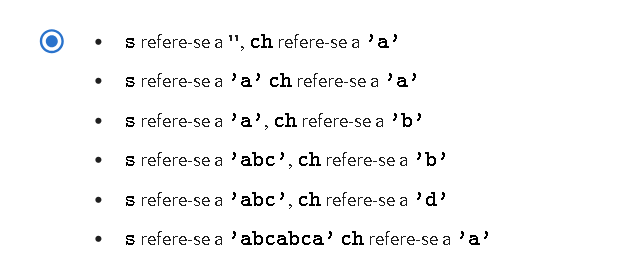 • s refere-se a '', ch refere-se a ’a’
• s refere-se a ’a’ ch refere-se a ’a’
• s refere-se a ’a’, ch refere-se a ’b’
• s refere-se a ’abc’, ch refere-se a ’b’
• s refere-se a ’abc’, ch refere-se a ’d’
• s refere-se a ’abcabca’ ch refere-se a ’a’